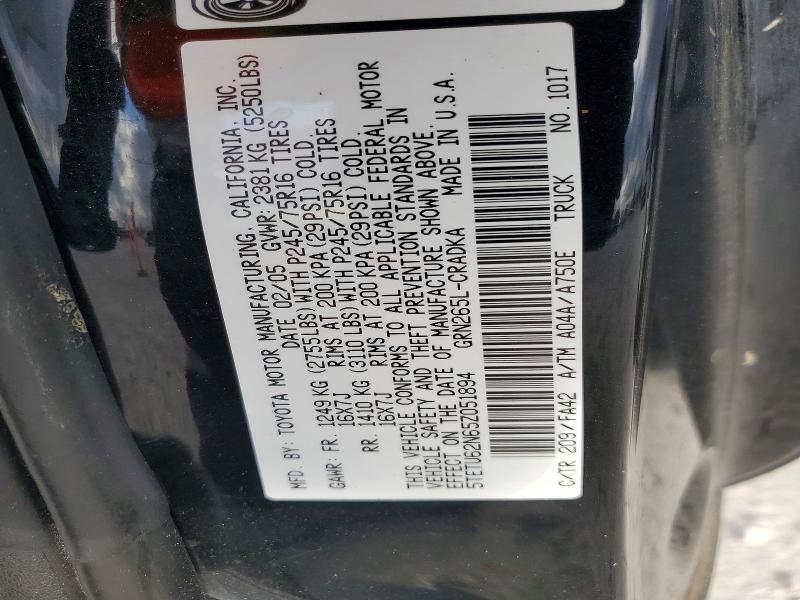 MFD. BY: TOYOTA MOTOR MANUFACTURING, CALIFORNIA, INC.
DATE 02/05 GVWR: 2381 KG (5250LBS)
GAWR: FR. 1249 KG (2755LBS) WITH P245/75R16 TIRES
16X7J RIMS AT 200 KPA (29PSI) COLD
RR. 1410 KG (3110 LBS) WITH P245/75R16 TIRES
16X7J RIMS AT 200 KPA (29PSI) COLD.
THIS VEHICLE CONFORMS TO ALL APPLICABLE FEDERAL MOTOR
VEHICLE SAFETY AND THEFT PREVENTION STANDARDS IN
EFFECT ON THE DATE OF MANUFACTURE SHOWN ABOVE.
5TETU62N65Z051894 GRN265L-CRADKA MADE IN U.S.A.
C/TR 209/FA42 A/TM A04A/A750E TRUCK NO. 1017